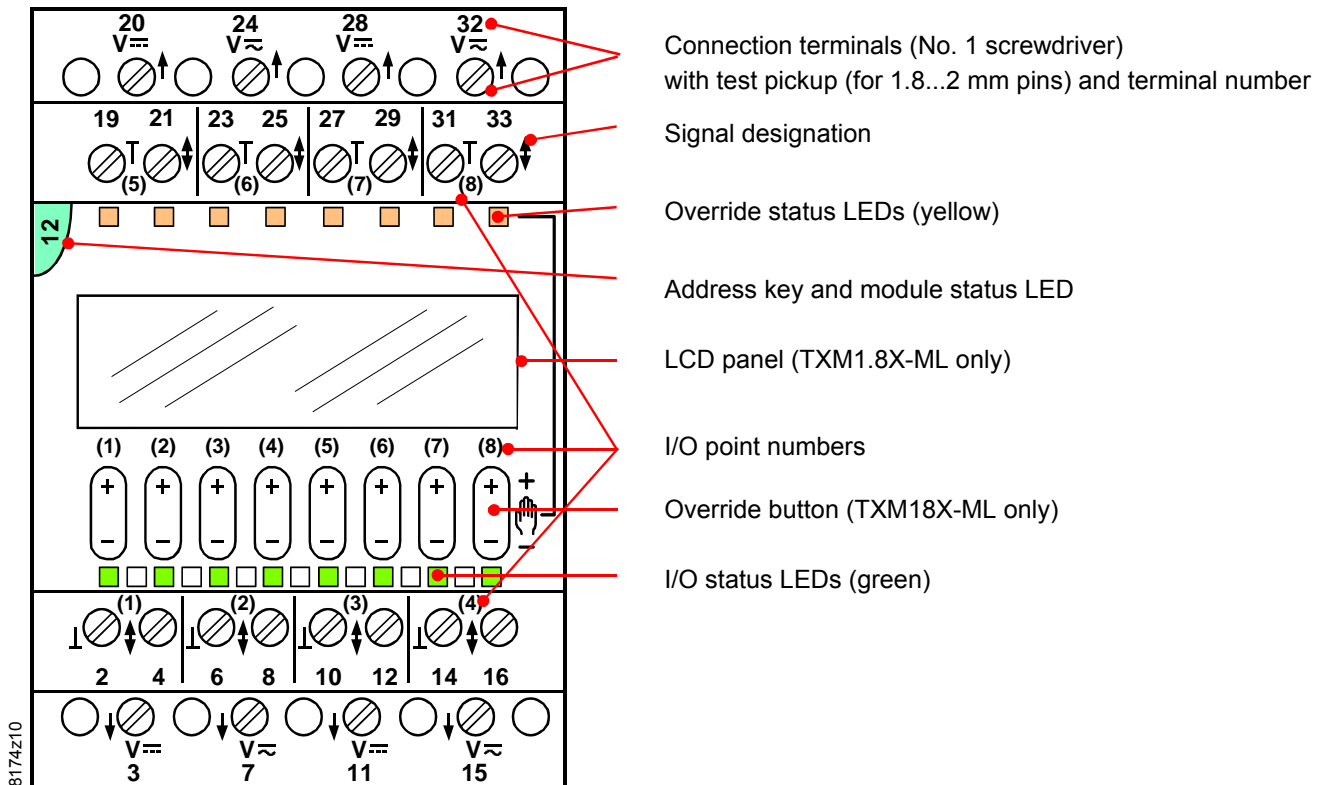 20 24 28 32
V V V V
Connection terminals (No. 1 screwdriver)
with test pickup (for 1.8...2 mm pins) and terminal number
19 21 23 25 27 29 31 33
Signal designation
(5) (6) (7) (8)
12
Override status LEDs (yellow)
Address key and module status LED
LCD panel (TXM1.8X-ML only)
(1) (2) (3) (4) (5) (6) (7) (8)
I/O point numbers
+ + + + + + + + +
Override button (TXM18X-ML only)
− − − − − − − − −
I/O status LEDs (green)
(1) (2) (3) (4)
2 4 6 8 10 12 14 16
V V V V
3 7 11 15
8174z10